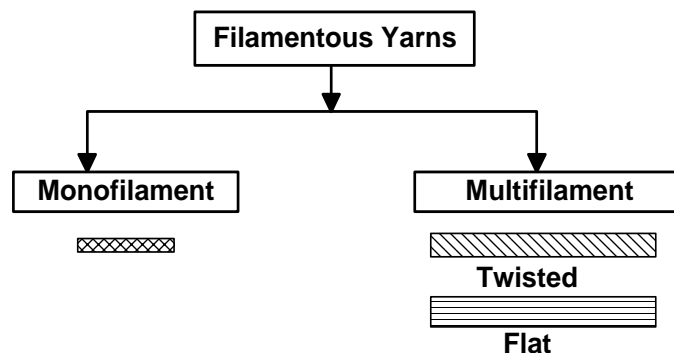 Filamentous Yarns
Monofilament
Multifilament
Twisted
Flat